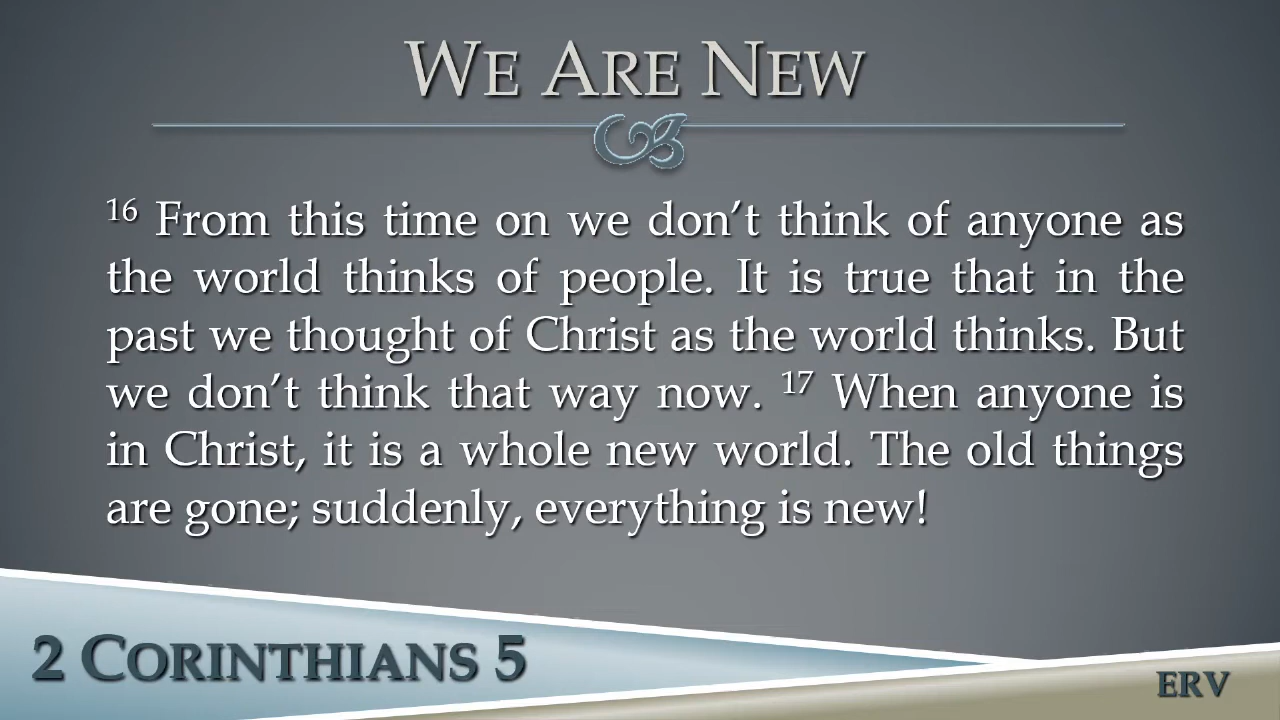 WE ARE NEW
16 From this time on we don’t think of anyone as
the world thinks of people. It is true that in the
past we thought of Christ as the world thinks. But
we don’t think that way now. 17 When anyone is
in Christ, it is a whole new world. The old things
are gone; suddenly, everything is new!
2 CORINTHIANS 5
ERV